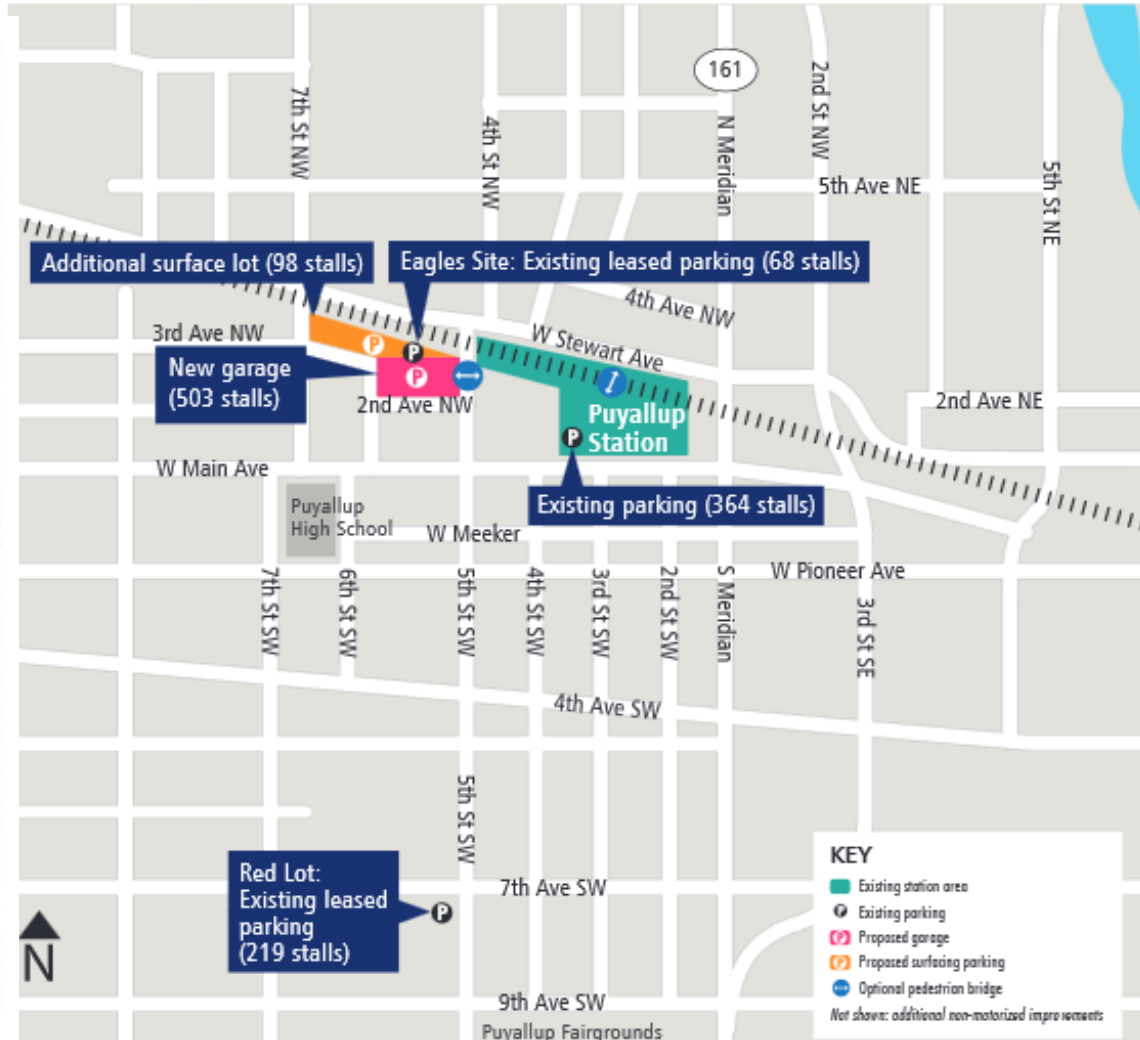 161
7th St NW
4th St NW
N Meridian
2nd St NW
5th Ave NE
5th St NE
Additional surface lot (98 stalls)
Eagles Site: Existing leased parking (68 stalls)
4th Ave NW
3rd Ave NW
W Stewart Ave
New garage
(503 stalls)
P
P
P
2nd Ave NW
Puyallup
Station
P
2nd Ave NE
W Main Ave
Existing parking (364 stalls)
Puyallup
High School
W Meeker
W Pioneer Ave
7th St SW
6th St SW
5th St SW
4th St SW
3rd St SW
2nd St SW
S Meridian
3rd St SE
4th Ave SW
5th St SW
Red Lot:
Existing leased
parking
(219 stalls)
P
7th Ave SW
9th Ave SW
Puyallup Fairgrounds
N
KEY
Existing station area
P Existing parking
P Proposed garage
P Proposed surfacing parking
Optional pedestrian bridge
Not shown: additional non-motorized improvements